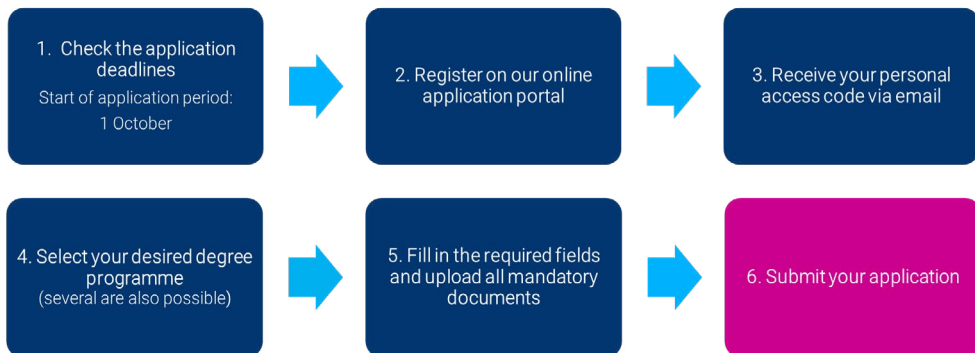 1. Check the application
deadlines
Start of application period:
1 October
2. Register on our online
application portal
3. Receive your personal
access code via email
4. Select your desired degree
programme
(several are also possible)
5. Fill in the required fields
and upload all mandatory
documents
6. Submit your application